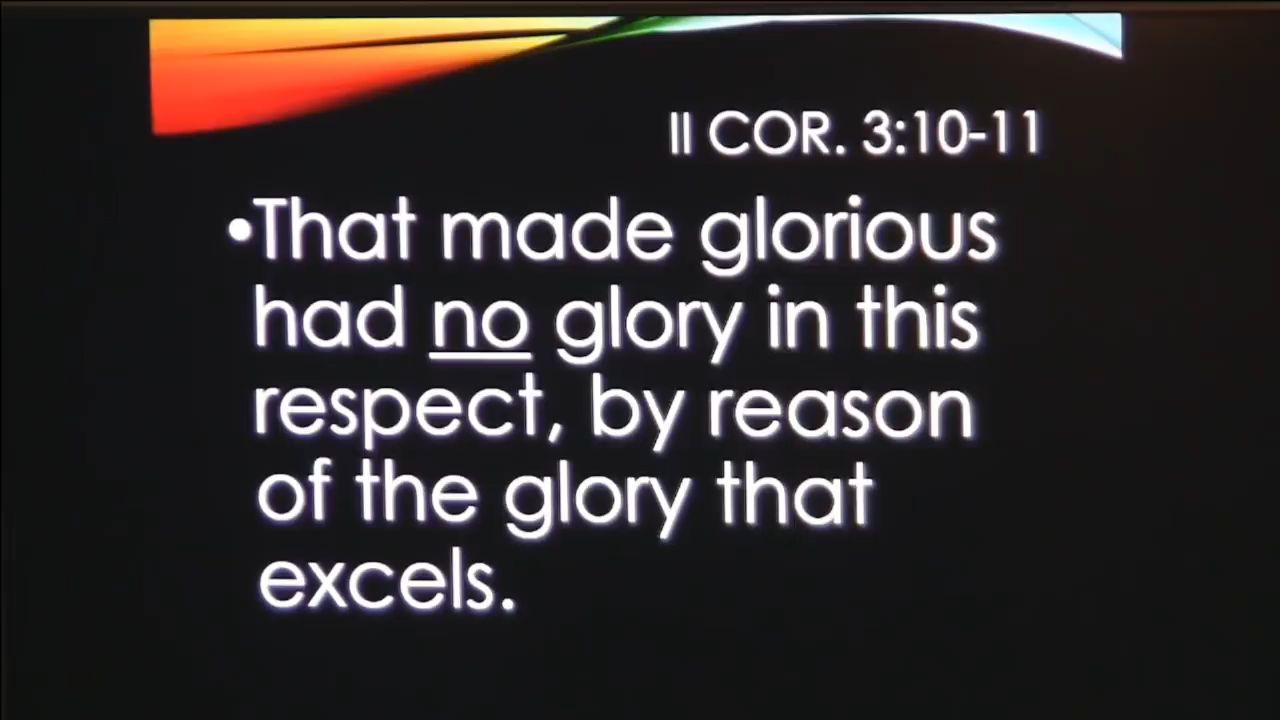 II COR. 3:10-11
•That made glorious
had no glory in this
respect, by reason
of the glory that
excels.